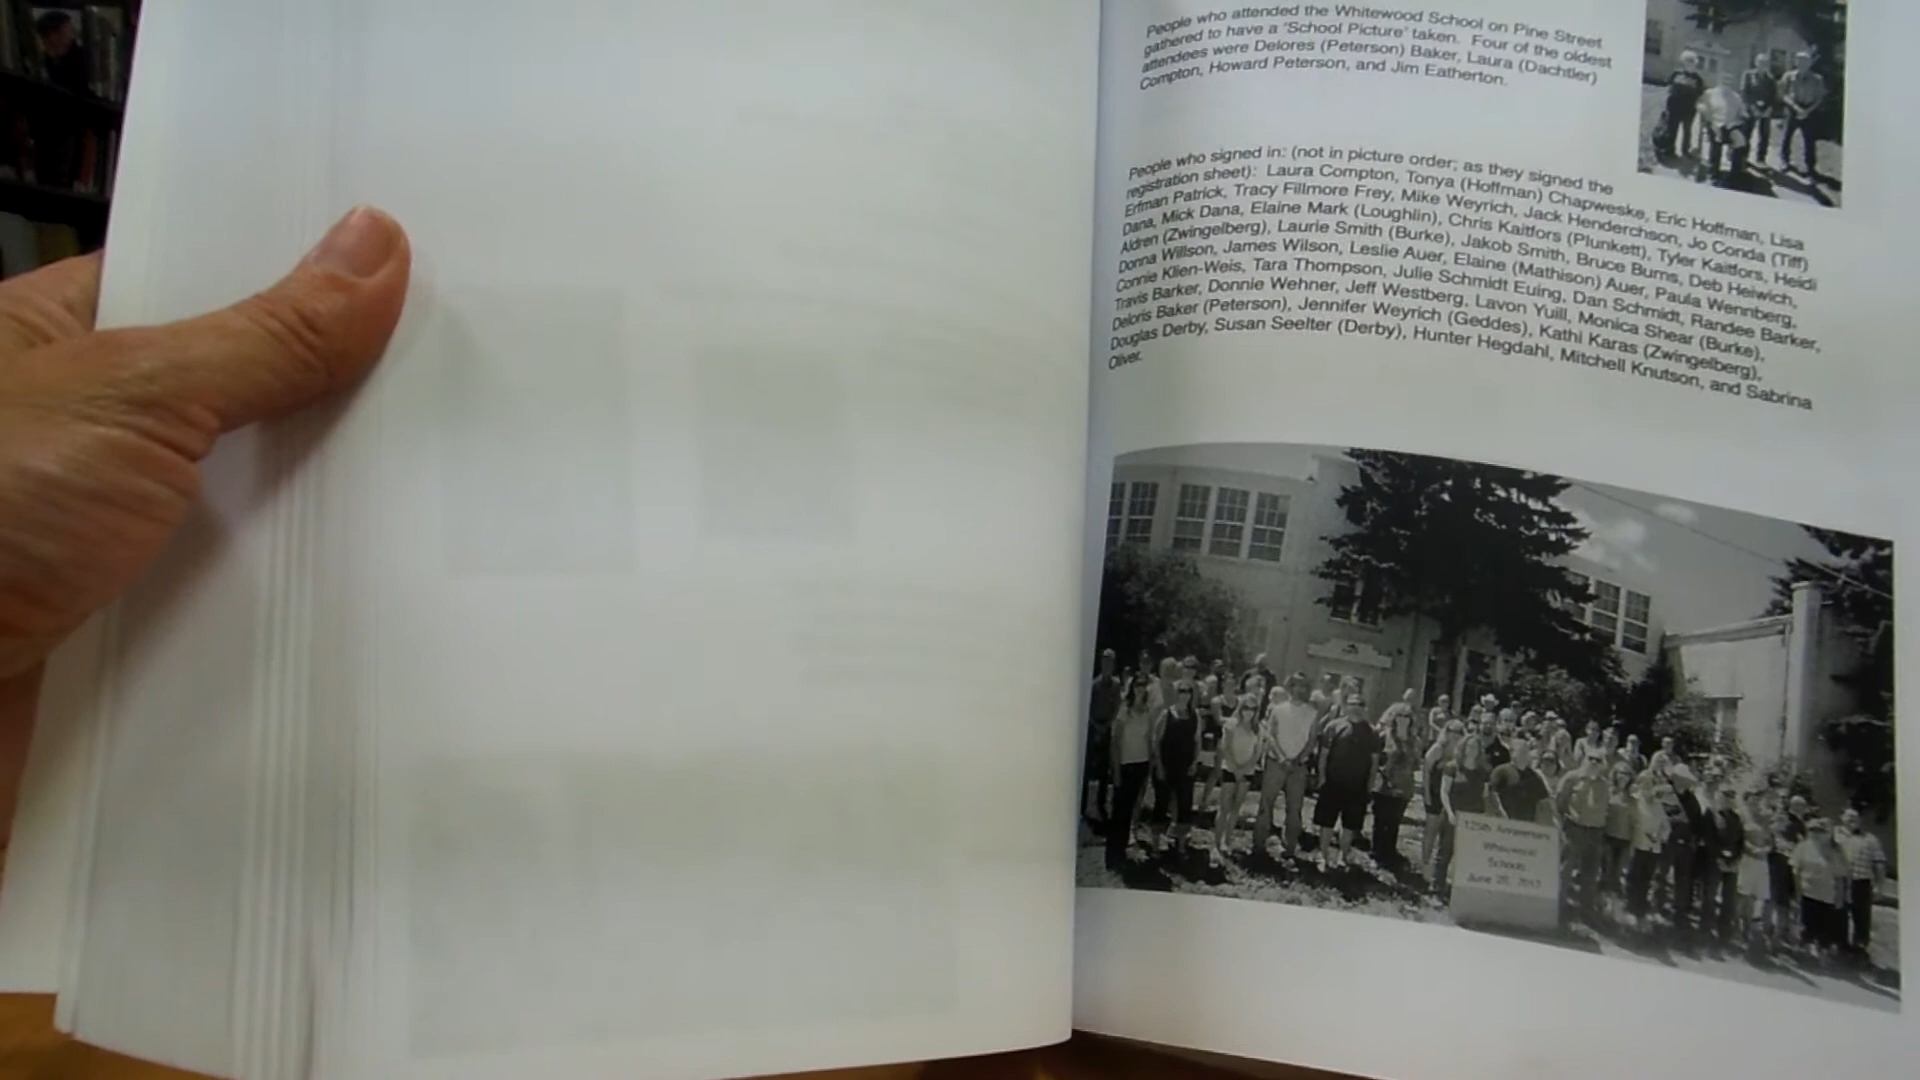 People who attended the Whitewood School on Pine Street
gathered to have a "School Picture" taken. Four of the oldest
attendees were Delores (Peterson) Baker, Laura (Dachtler)
Compton, Howard Peterson, and Jim Eatherton.
People who signed in: (not in picture order; as they signed the
registration sheet): Laura Compton, Tonya (Hoffman) Chapweske, Eric Hoffman, Lisa
Erfman Patrick, Tracy Fillmore Frey, Mike Weyrich, Jack Henderchson, Jo Conda (Tiff)
Dana, Mick Dana, Elaine Mark (Loughlin), Chris Kaitfors (Plunkett), Tyler Kaitfors, Heidi
Aldren (Zwingelberg), Laurie Smith (Burke), Jakob Smith, Bruce Burns, Deb Heiwich,
Donna Willson, James Wilson, Leslie Auer, Elaine (Mathison) Auer, Paula Wennberg,
Connie Klien-Weis, Tara Thompson, Julie Schmidt Euing, Dan Schmidt, Randee Barker,
Travis Barker, Donnie Wehner, Jeff Westberg, Lavon Yuill, Monica Shear (Burke),
Deloris Baker (Peterson), Jennifer Weyrich (Geddes), Kathi Karas (Zwingelberg),
Douglas Derby, Susan Seelter (Derby), Hunter Hegdahl, Mitchell Knutson, and Sabrina
Oliver.
125th Anniversary
Whitewood
Schools
June